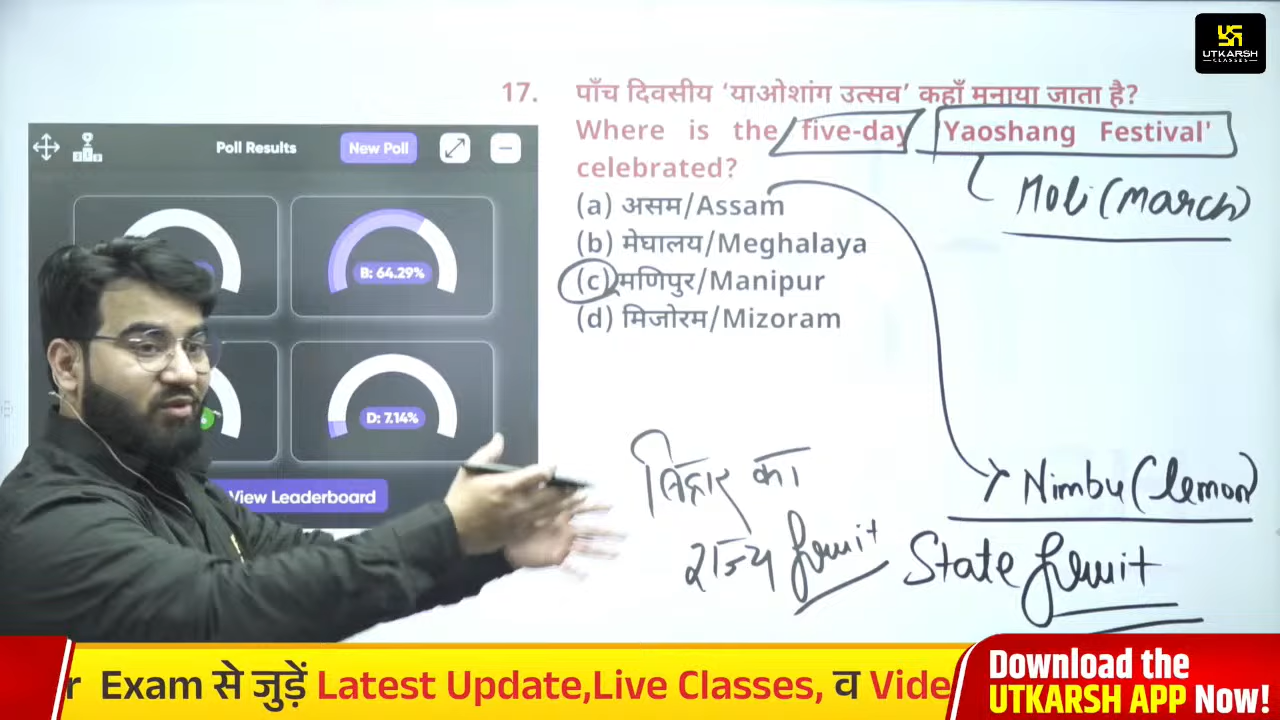 UTKARSH
CLASSES
17. पाँच दिवसीय ‘याओशांग उत्सव’ कहाँ मनाया जाता है?
Where is the five-day Yaoshang Festival'
celebrated?
(a) असम/Assam
(b) मेघालय/Meghalaya
(c) मणिपुर/Manipur
(d) मिजोरम/Mizoram
Holi (March)
Poll Results
New Poll
B: 64.29%
D: 7.14%
View Leaderboard
Nimbu (lemon)
State fruit
का
राज्य fruit
r Exam से जुड़ें Latest Update,Live Classes, व Vide
Download the
UTKARSH APP Now!